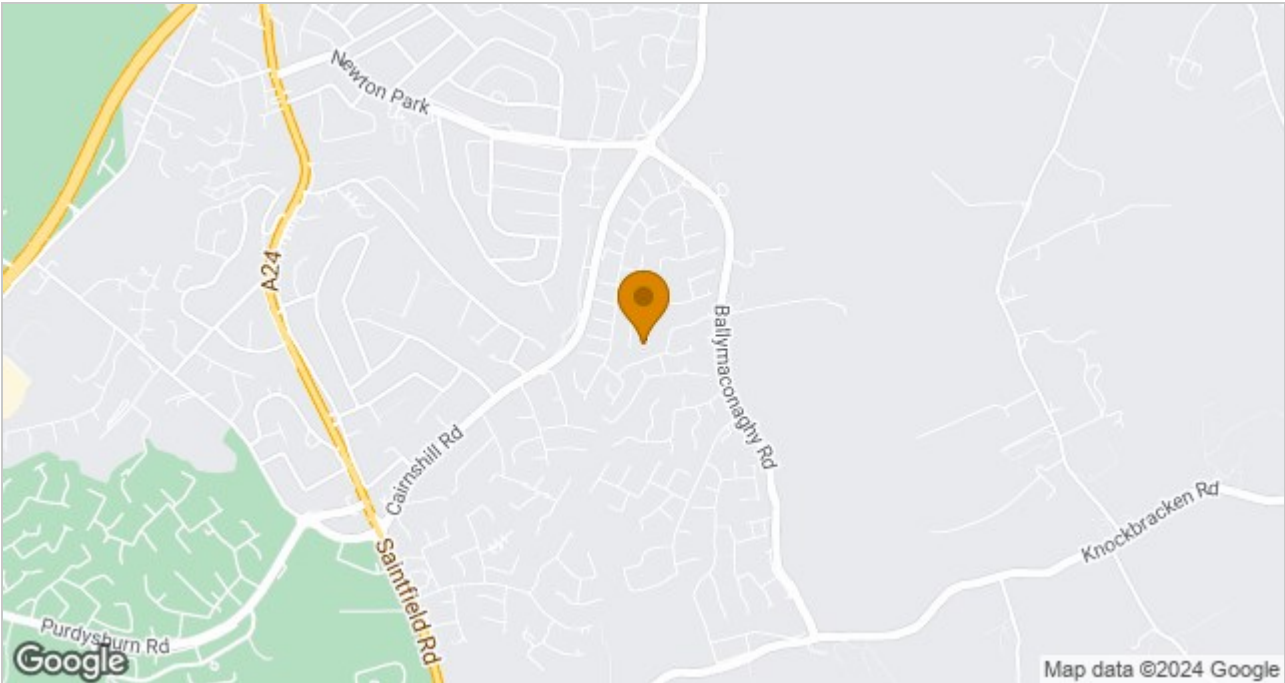 Newton Park
A24
Ballymaconaghy Rd
Cairnshill Rd
Knockbracken Rd
Saintfield Rd
Purdysburn Rd
Google
Map data ©2024 Google